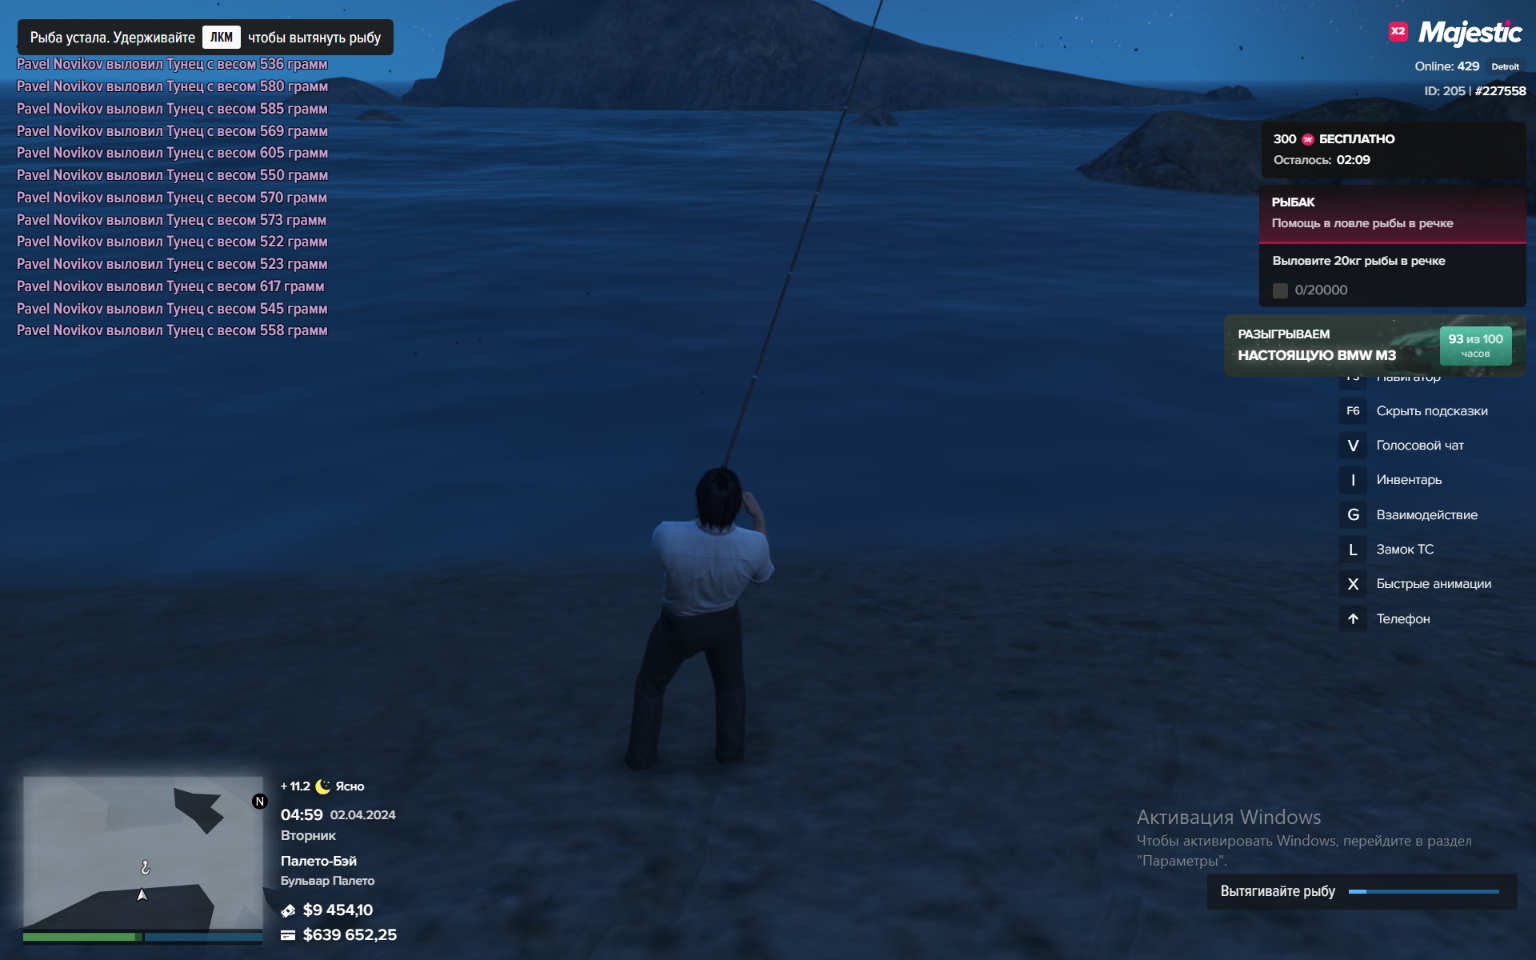 Рыба устала. Удерживайте ЛКМ чтобы вытянуть рыбу
Pavel Novikov выловил Тунец с весом 536 грамм
Pavel Novikov выловил Тунец с весом 580 грамм
Pavel Novikov выловил Тунец с весом 585 грамм
Pavel Novikov выловил Тунец с весом 569 грамм
Pavel Novikov выловил Тунец с весом 605 грамм
Pavel Novikov выловил Тунец с весом 550 грамм
Pavel Novikov выловил Тунец с весом 570 грамм
Pavel Novikov выловил Тунец с весом 573 грамм
Pavel Novikov выловил Тунец с весом 522 грамм
Pavel Novikov выловил Тунец с весом 523 грамм
Pavel Novikov выловил Тунец с весом 617 грамм
Pavel Novikov выловил Тунец с весом 545 грамм
Pavel Novikov выловил Тунец с весом 558 грамм
X2 Majestic
Online: 429 Detroit
ID: 205 | #227558
300 БЕСПЛАТНО
Осталось: 02:09
РЫБАК
Помощь в ловле рыбы в речке
Выловите 20кг рыбы в речке
0/20000
РАЗЫГРЫВАЕМ
НАСТОЯЩУЮ BMW M3
93 из 100
часов
Навигатор
F6 Скрыть подсказки
V Голосовой чат
I Инвентарь
G Взаимодействие
L Замок ТС
X Быстрые анимации
Телефон
N
+11.2 Ясно
04:59 02.04.2024
Вторник
Палето-Бэй
Бульвар Палето
$9 454,10
$639 652,25
Активация Windows
Чтобы активировать Windows, перейдите в раздел
"Параметры".
Вытягивайте рыбу